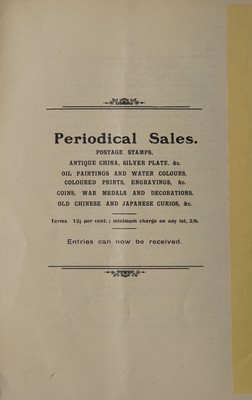 Periodical Sales.
POSTAGE STAMPS,
ANTIQUE CHINA, SILVER PLATE, &c.
OIL PAINTINGS AND WATER COLOURS,
COLOURED PRINTS, ENGRAVINGS, &c.
COINS, WAR MEDALS AND DECORATIONS,
OLD CHINESE AND JAPANESE CURIOS, &c.
Terms 12½ per cent.; minimum charge on any lot, 2/6.
Entries can now be received.